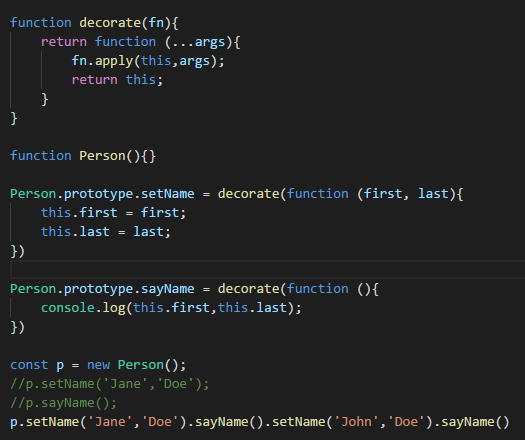 function decorate(fn){
    return function (...args){
        fn.apply(this,args);
        return this;
    }
}

function Person(){}

Person.prototype.setName = decorate(function (first, last){
    this.first = first;
    this.last = last;
})

Person.prototype.sayName = decorate(function (){
    console.log(this.first,this.last);
})

const p = new Person();
//p.setName('Jane','Doe');
//p.sayName();
p.setName('Jane','Doe').sayName().setName('John','Doe').sayName()